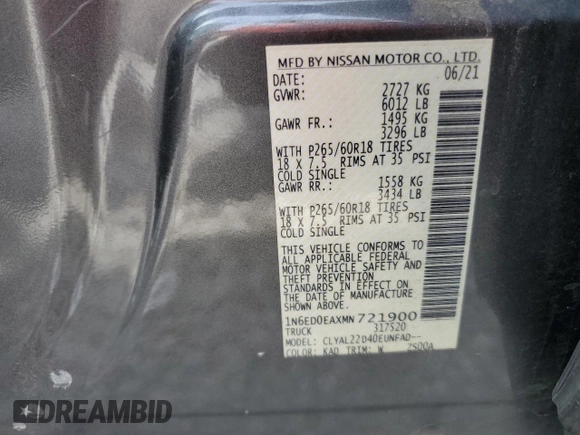 MFD BY NISSAN MOTOR CO., LTD.
DATE: 06/21
GVWR: 2727 KG
6012 LB
GAWR FR.: 1495 KG
3296 LB
WITH P265/60R18 TIRES
18 X 7.5 RIMS AT 35 PSI
COLD SINGLE
GAWR RR.: 1558 KG
3434 LB
WITH P265/60R18 TIRES
18 X 7.5 RIMS AT 35 PSI
COLD SINGLE
THIS VEHICLE CONFORMS TO
ALL APPLICABLE FEDERAL
MOTOR VEHICLE SAFETY AND
THEFT PREVENTION
STANDARDS IN EFFECT ON
THE DATE OF MANUFACTURE
SHOWN ABOVE.
1N6ED0EAXMN721900
TRUCK 317520
MODEL: CLYAL22D40EUNFAD--
COLOR: KAD TRIM: W 7S00A
DREAMBID